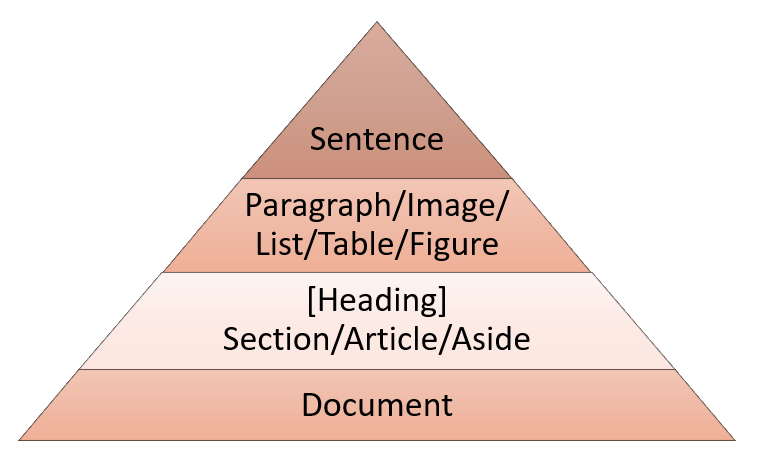 Sentence
Paragraph/Image/
List/Table/Figure
[Heading]
Section/Article/Aside
Document